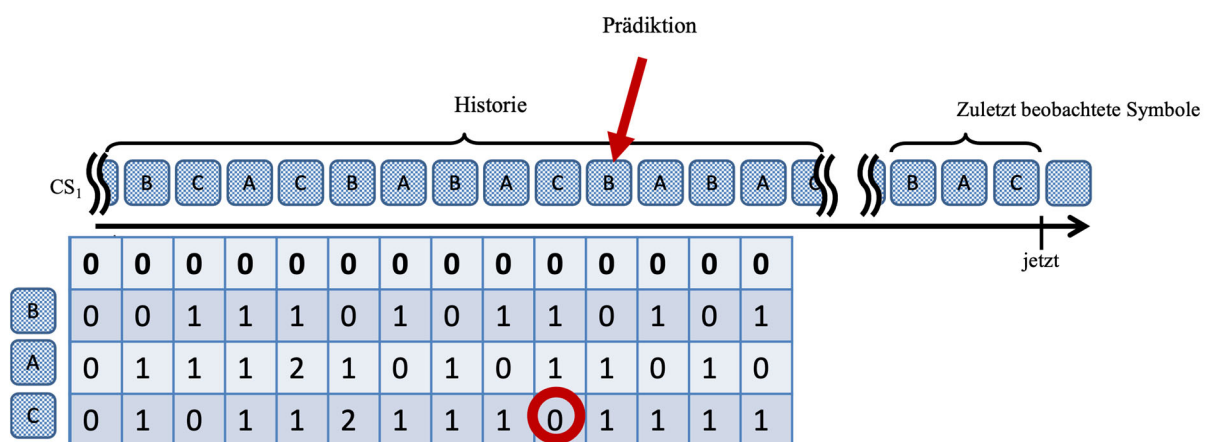 Prädiktion
Historie
Zuletzt beobachtete Symbole
CS1 B C A C B A B A C B A B A C B A C
jetzt
0 0 0 0 0 0 0 0 0 0 0 0 0 0
B 0 0 1 1 1 0 1 0 1 1 0 1 0 1
A 0 1 1 1 2 1 0 1 0 1 1 0 1 0
C 0 1 0 1 1 2 1 1 1 0 1 1 1 1